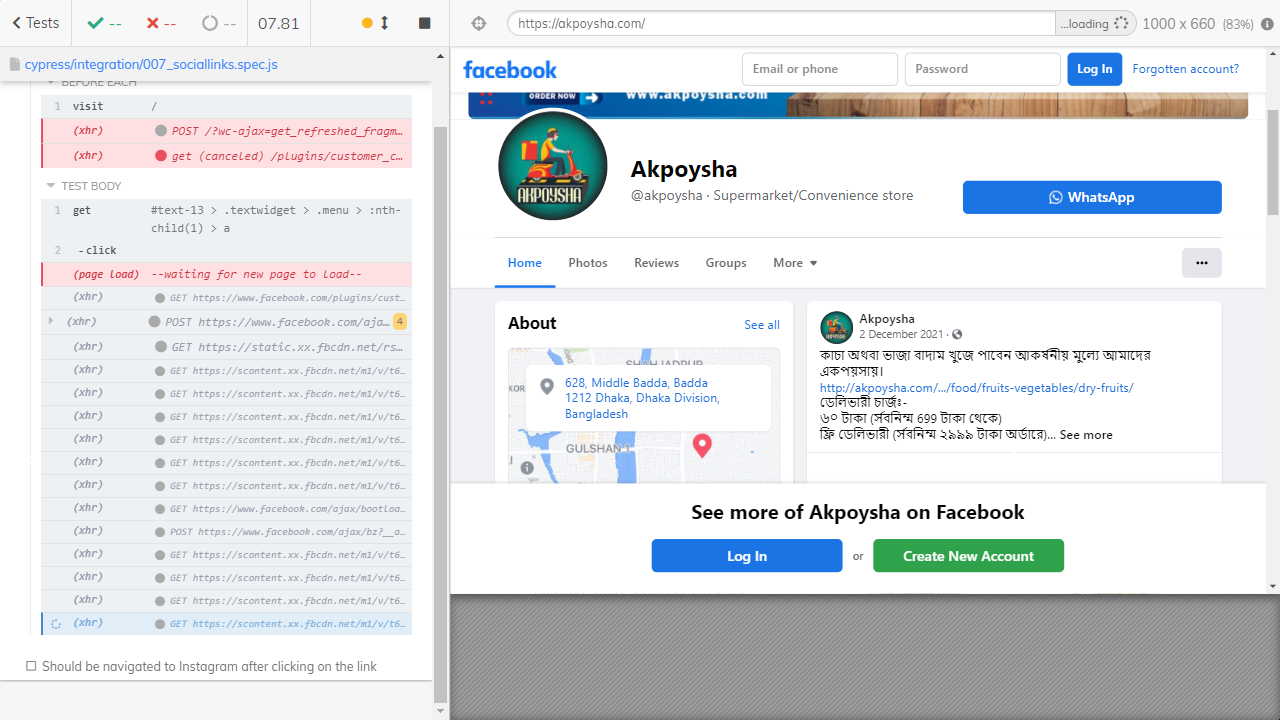 Tests
--
--
--
07.81
https://akpoysha.com/
...loading
1000 x 660 (83%)
cypress/integration/007_sociallinks.spec.js
BEFORE EACH
1 visit /
(xhr) POST /?wc-ajax=get_refreshed_fragm...
(xhr) get (canceled) /plugins/customer_c...
TEST BODY
1 get #text-13 > .textwidget > .menu > :nth-
child(1) > a
2 -click
(page load) --waiting for new page to load--
(xhr) GET https://www.facebook.com/plugins/cust...
(xhr) POST https://www.facebook.com/aja... 4
(xhr) GET https://static.xx.fbcdn.net/rs...
(xhr) GET https://scontent.xx.fbcdn.net/m1/v/t6...
(xhr) GET https://scontent.xx.fbcdn.net/m1/v/t6...
(xhr) GET https://scontent.xx.fbcdn.net/m1/v/t6...
(xhr) GET https://scontent.xx.fbcdn.net/m1/v/t6...
(xhr) GET https://scontent.xx.fbcdn.net/m1/v/t6...
(xhr) GET https://scontent.xx.fbcdn.net/m1/v/t6...
(xhr) GET https://www.facebook.com/ajax/bootloa...
(xhr) POST https://www.facebook.com/ajax/bz?__a...
(xhr) GET https://scontent.xx.fbcdn.net/m1/v/t6...
(xhr) GET https://scontent.xx.fbcdn.net/m1/v/t6...
(xhr) GET https://scontent.xx.fbcdn.net/m1/v/t6...
(xhr) GET https://scontent.xx.fbcdn.net/m1/v/t6...
Should be navigated to Instagram after clicking on the link
facebook
Email or phone
Password
Log In
Forgotten account?
ORDER NOW
www.akpoysha.com
AKPOYSHA
Akpoysha
@akpoysha · Supermarket/Convenience store
WhatsApp
Home
Photos
Reviews
Groups
More
About
See all
628, Middle Badda, Badda
1212 Dhaka, Dhaka Division,
Bangladesh
GULSHAN 1
Akpoysha
2 December 2021 ·
কাঁচা অথবা ভাজা বাদাম খুঁজে পাবেন আকর্ষনীয় মূল্যে আমাদের
একপয়সায়।
http://akpoysha.com/.../food/fruits-vegetables/dry-fruits/
ডেলিভারী চার্জঃ-
৬০ টাকা (সর্বনিম্ম 699 টাকা থেকে)
ফ্রি ডেলিভারী (সর্বনিম্ম ২৯৯৯ টাকা অর্ডারে)... See more
See more of Akpoysha on Facebook
Log In
or
Create New Account